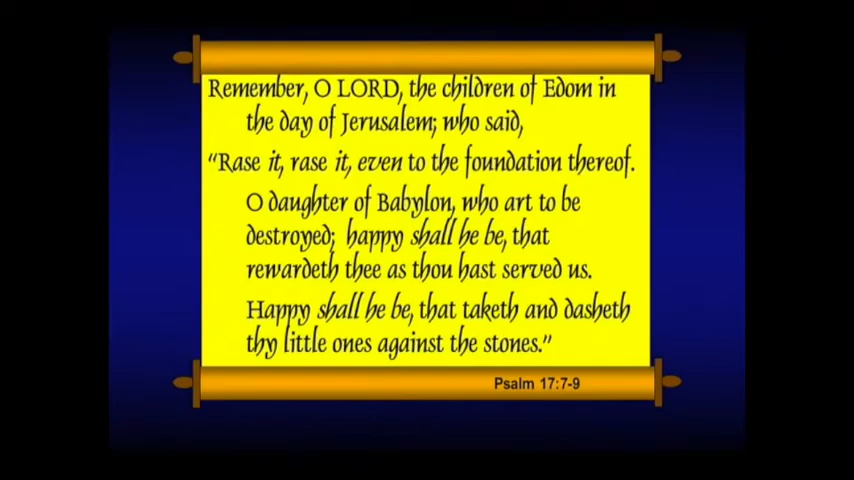 Remember, O LORD, the children of Edom in
the day of Jerusalem; who said,
“Rase it, rase it, even to the foundation thereof.
O daughter of Babylon, who art to be
destroyed; happy shall he be, that
rewardeth thee as thou hast served us.
Happy shall he be, that taketh and dasheth
thy little ones against the stones.”
Psalm 17:7-9